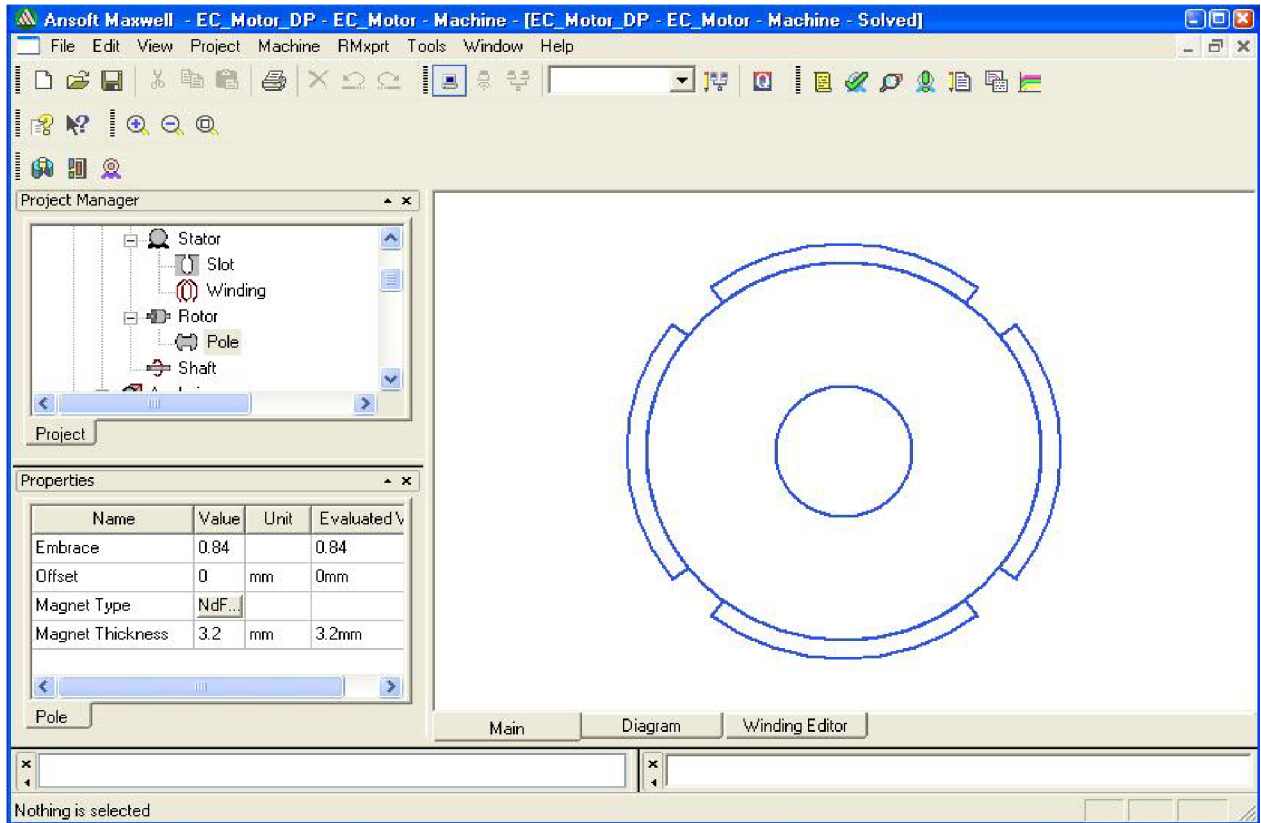 Ansoft Maxwell - EC_Motor_DP - EC_Motor - Machine - [EC_Motor_DP - EC_Motor - Machine - Solved]
File Edit View Project Machine RMxprt Tools Window Help
Project Manager
Stator
Slot
Winding
Rotor
Pole
Shaft
Project
Properties
Name Value Unit Evaluated V
Embrace 0.84 0.84
Offset 0 mm 0mm
Magnet Type NdF...
Magnet Thickness 3.2 mm 3.2mm
Pole
Main Diagram Winding Editor
Nothing is selected